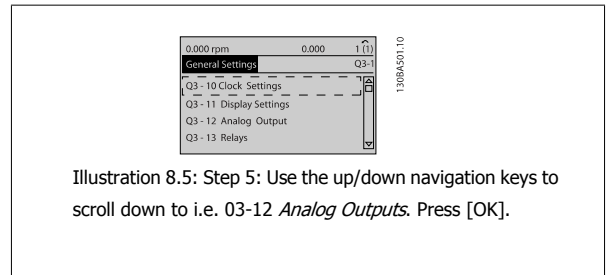 0.000 rpm 0.000 1 (1)
General Settings Q3-1
Q3 - 10 Clock Settings
Q3 - 11 Display Settings
Q3 - 12 Analog Output
Q3 - 13 Relays
130BA501.10
Illustration 8.5: Step 5: Use the up/down navigation keys to
scroll down to i.e. 03-12 Analog Outputs. Press [OK].